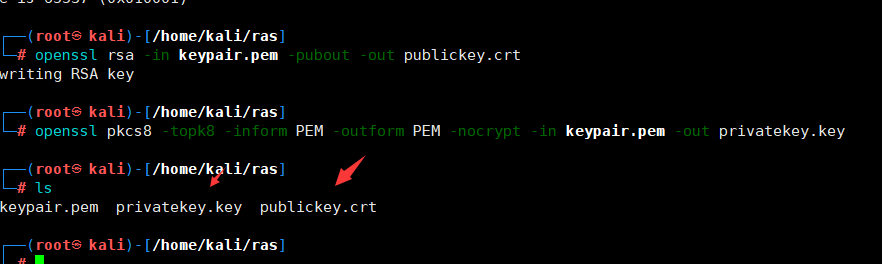 e is 65537 (0x010001)
┌──(root㉿kali)-[/home/kali/ras]
└─# openssl rsa -in keypair.pem -pubout -out publickey.crt
writing RSA key
┌──(root㉿kali)-[/home/kali/ras]
└─# openssl pkcs8 -topk8 -inform PEM -outform PEM -nocrypt -in keypair.pem -out privatekey.key
┌──(root㉿kali)-[/home/kali/ras]
└─# ls
keypair.pem  privatekey.key  publickey.crt
┌──(root㉿kali)-[/home/kali/ras]
└─#